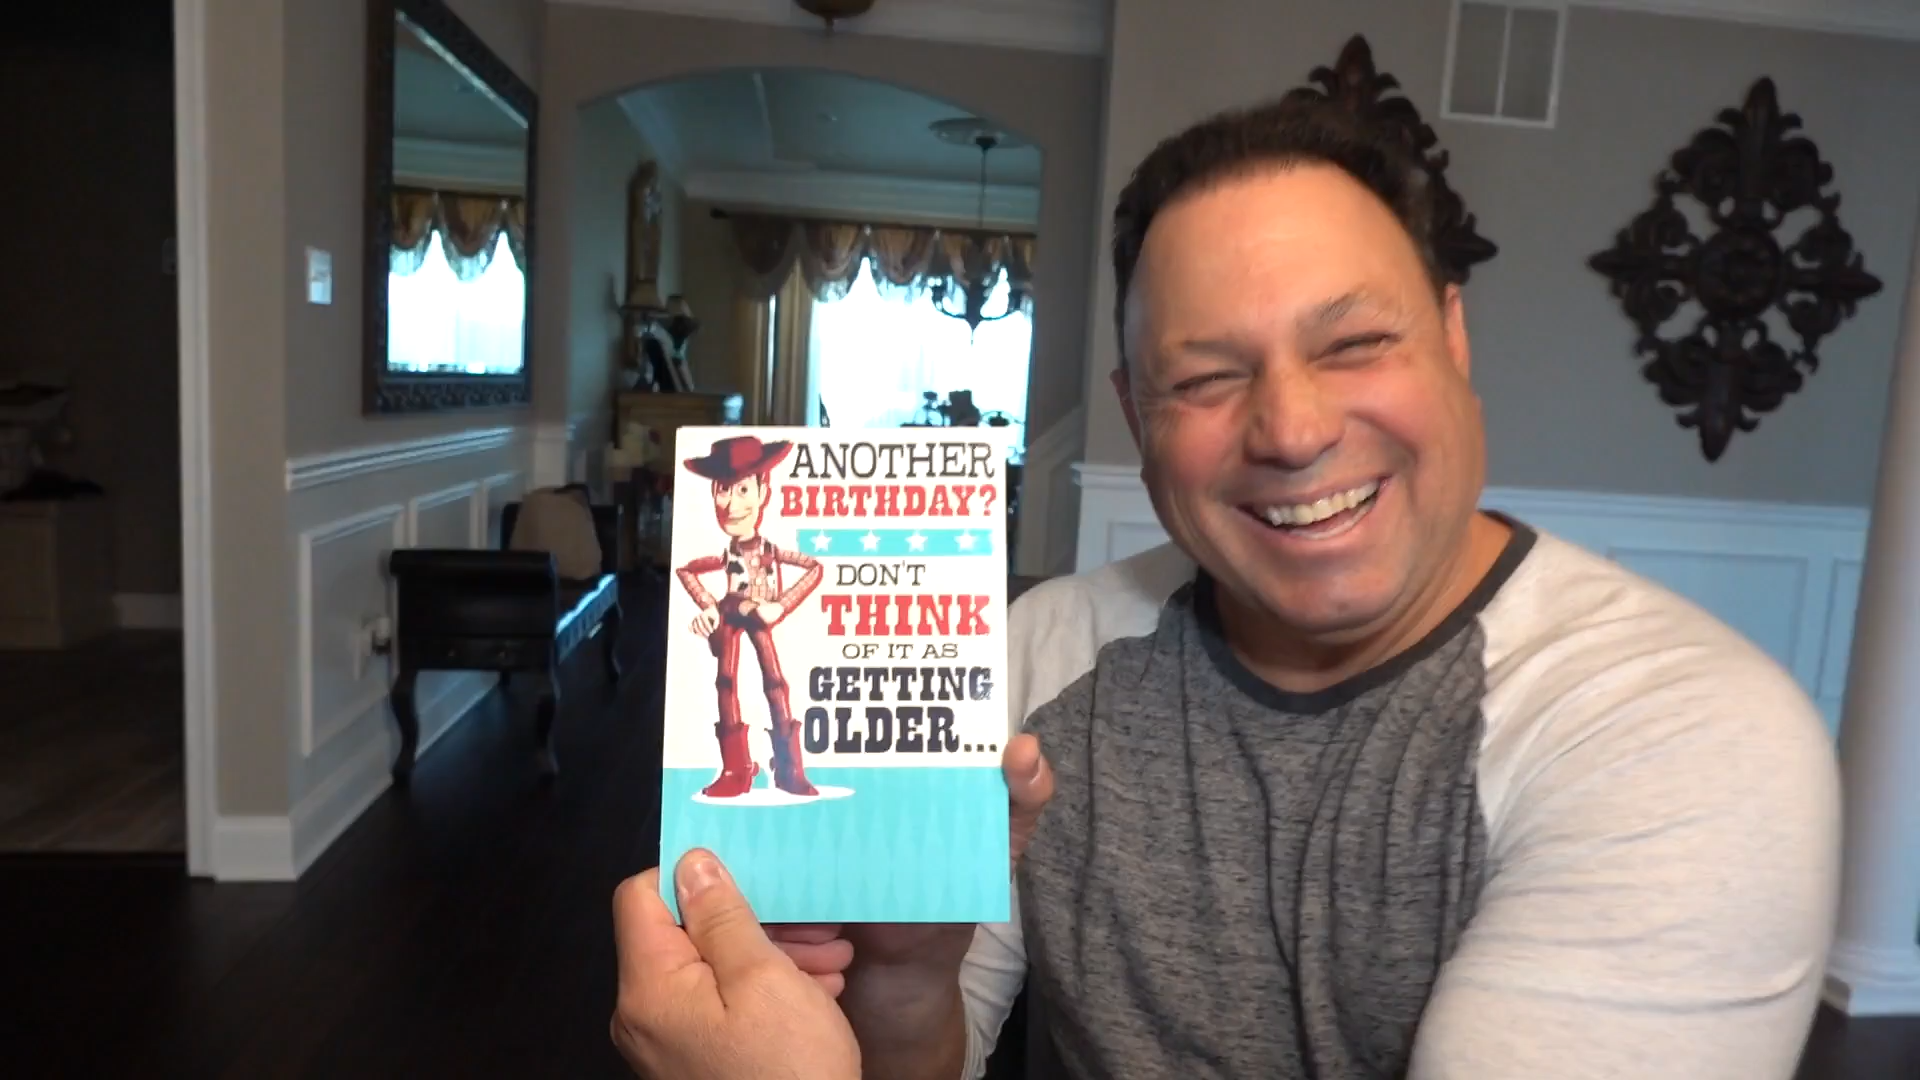 ANOTHER
BIRTHDAY?
DON'T
THINK
OF IT AS
GETTING
OLDER...